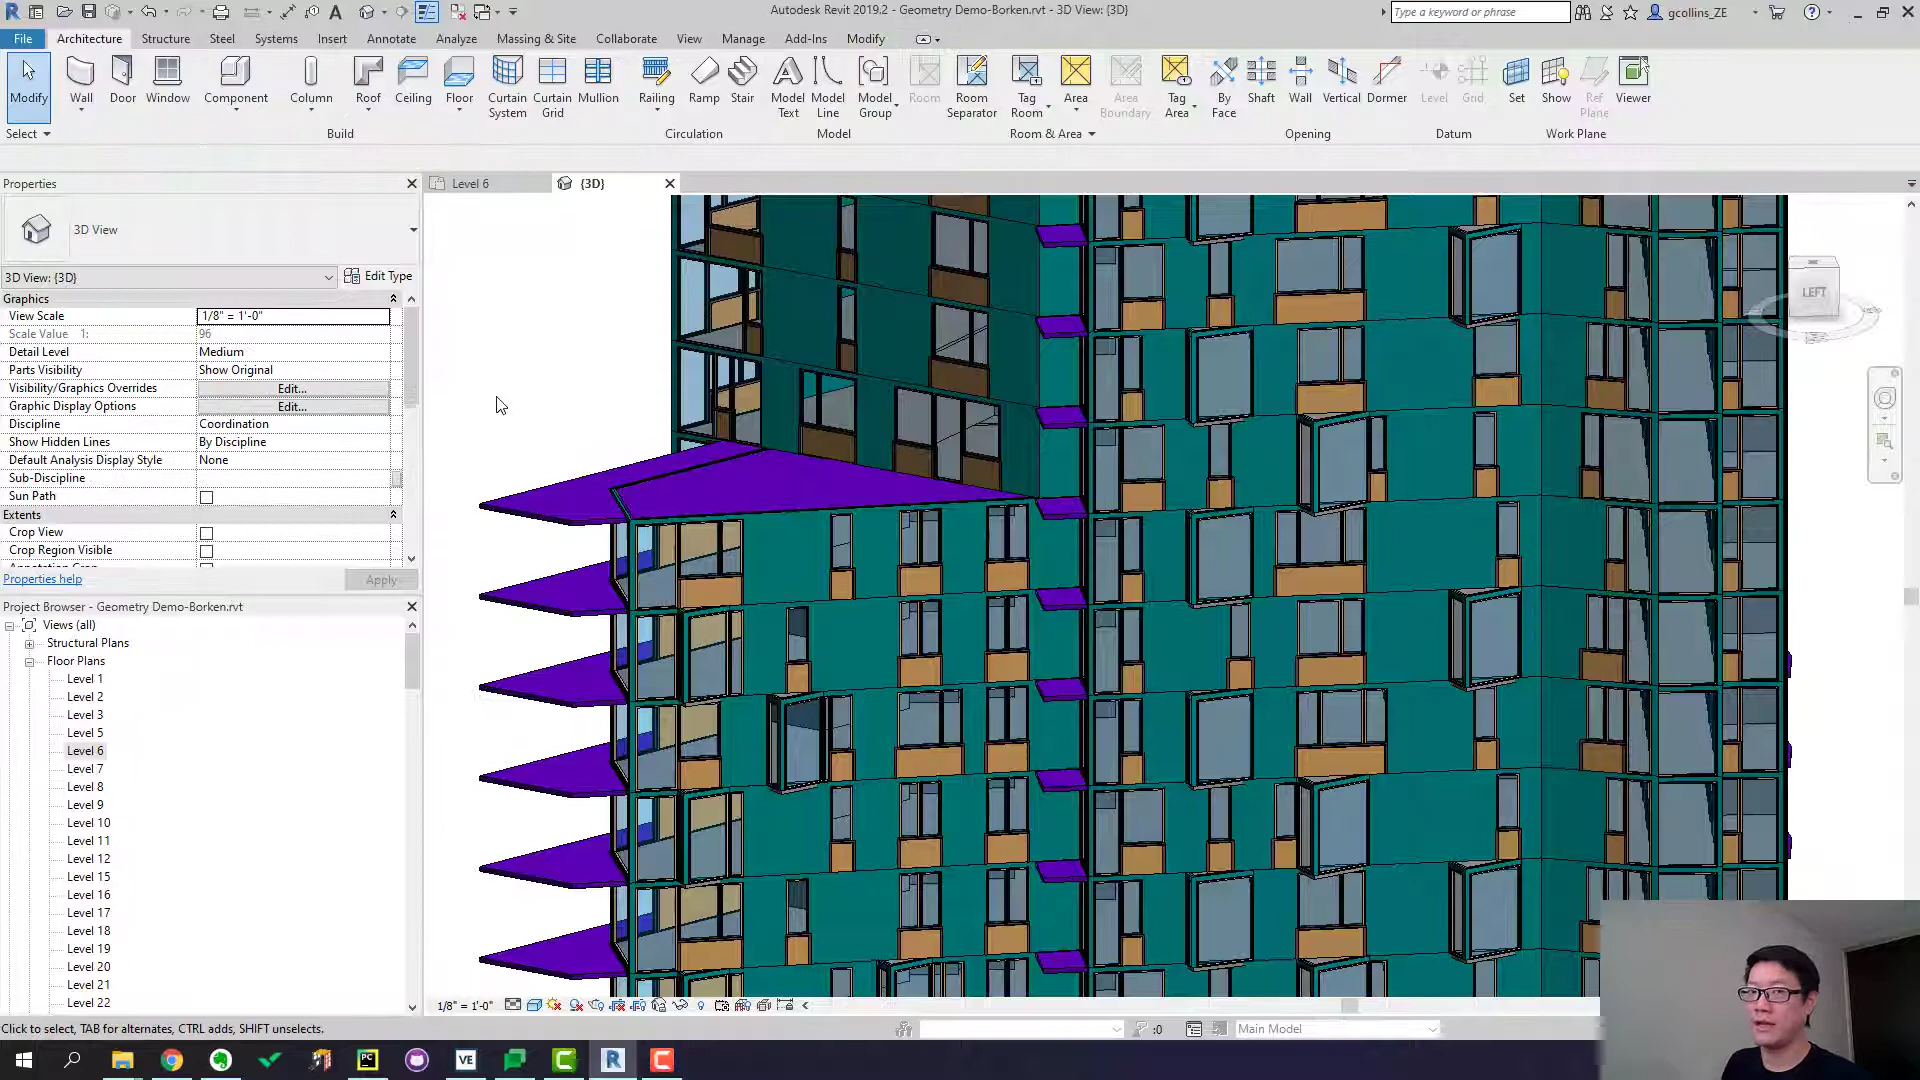 Autodesk Revit 2019.2 - Geometry Demo-Borken.rvt - 3D View: {3D}
Type a keyword or phrase
gcollins_ZE
File Architecture Structure Steel Systems Insert Annotate Analyze Massing & Site Collaborate View Manage Add-Ins Modify
Modify Wall Door Window Component Column Roof Ceiling Floor Curtain System Curtain Grid Mullion Railing Ramp Stair Model Text Model Line Model Group Room Room Separator Tag Room Area Area Boundary Tag Area By Face Shaft Wall Vertical Dormer Level Grid Set Show Ref Plane Viewer
Select Build Circulation Model Room & Area Opening Datum Work Plane
Properties
Level 6
{3D}
3D View
3D View: {3D}
Edit Type
Graphics
View Scale 1/8" = 1'-0"
Scale Value 1: 96
Detail Level Medium
Parts Visibility Show Original
Visibility/Graphics Overrides Edit...
Graphic Display Options Edit...
Discipline Coordination
Show Hidden Lines By Discipline
Default Analysis Display Style None
Sub-Discipline
Sun Path
Extents
Crop View
Crop Region Visible
Properties help
Apply
LEFT
Project Browser - Geometry Demo-Borken.rvt
Views (all)
Structural Plans
Floor Plans
Level 1
Level 2
Level 3
Level 5
Level 6
Level 7
Level 8
Level 9
Level 10
Level 11
Level 12
Level 15
Level 16
Level 17
Level 18
Level 19
Level 20
Level 21
Level 22
1/8" = 1'-0"
Click to select, TAB for alternates, CTRL adds, SHIFT unselects.
:0
Main Model